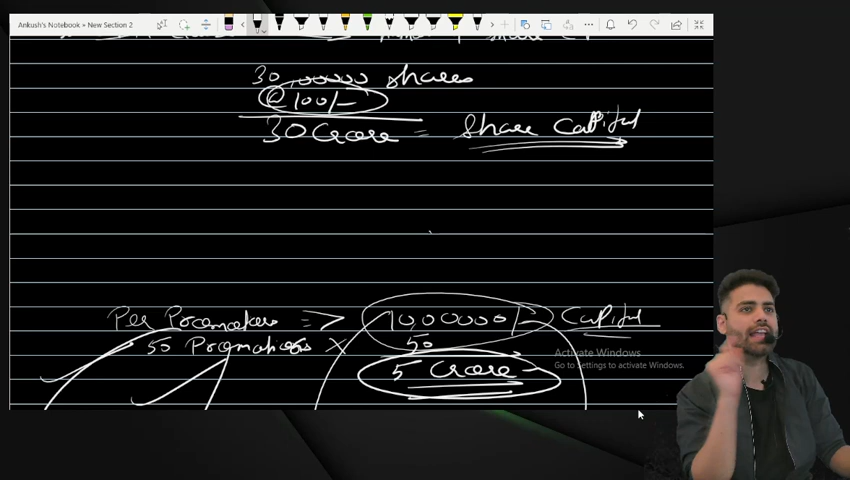 Ankush's Notebook • New Section 2
30,00000 shares
@ 100/-
30 Crore = Share Capital
Per Promoters => 10,00000/- Capital
50 Promoters X 50
5 Crore -
Activate Windows
Go to Settings to activate Windows.